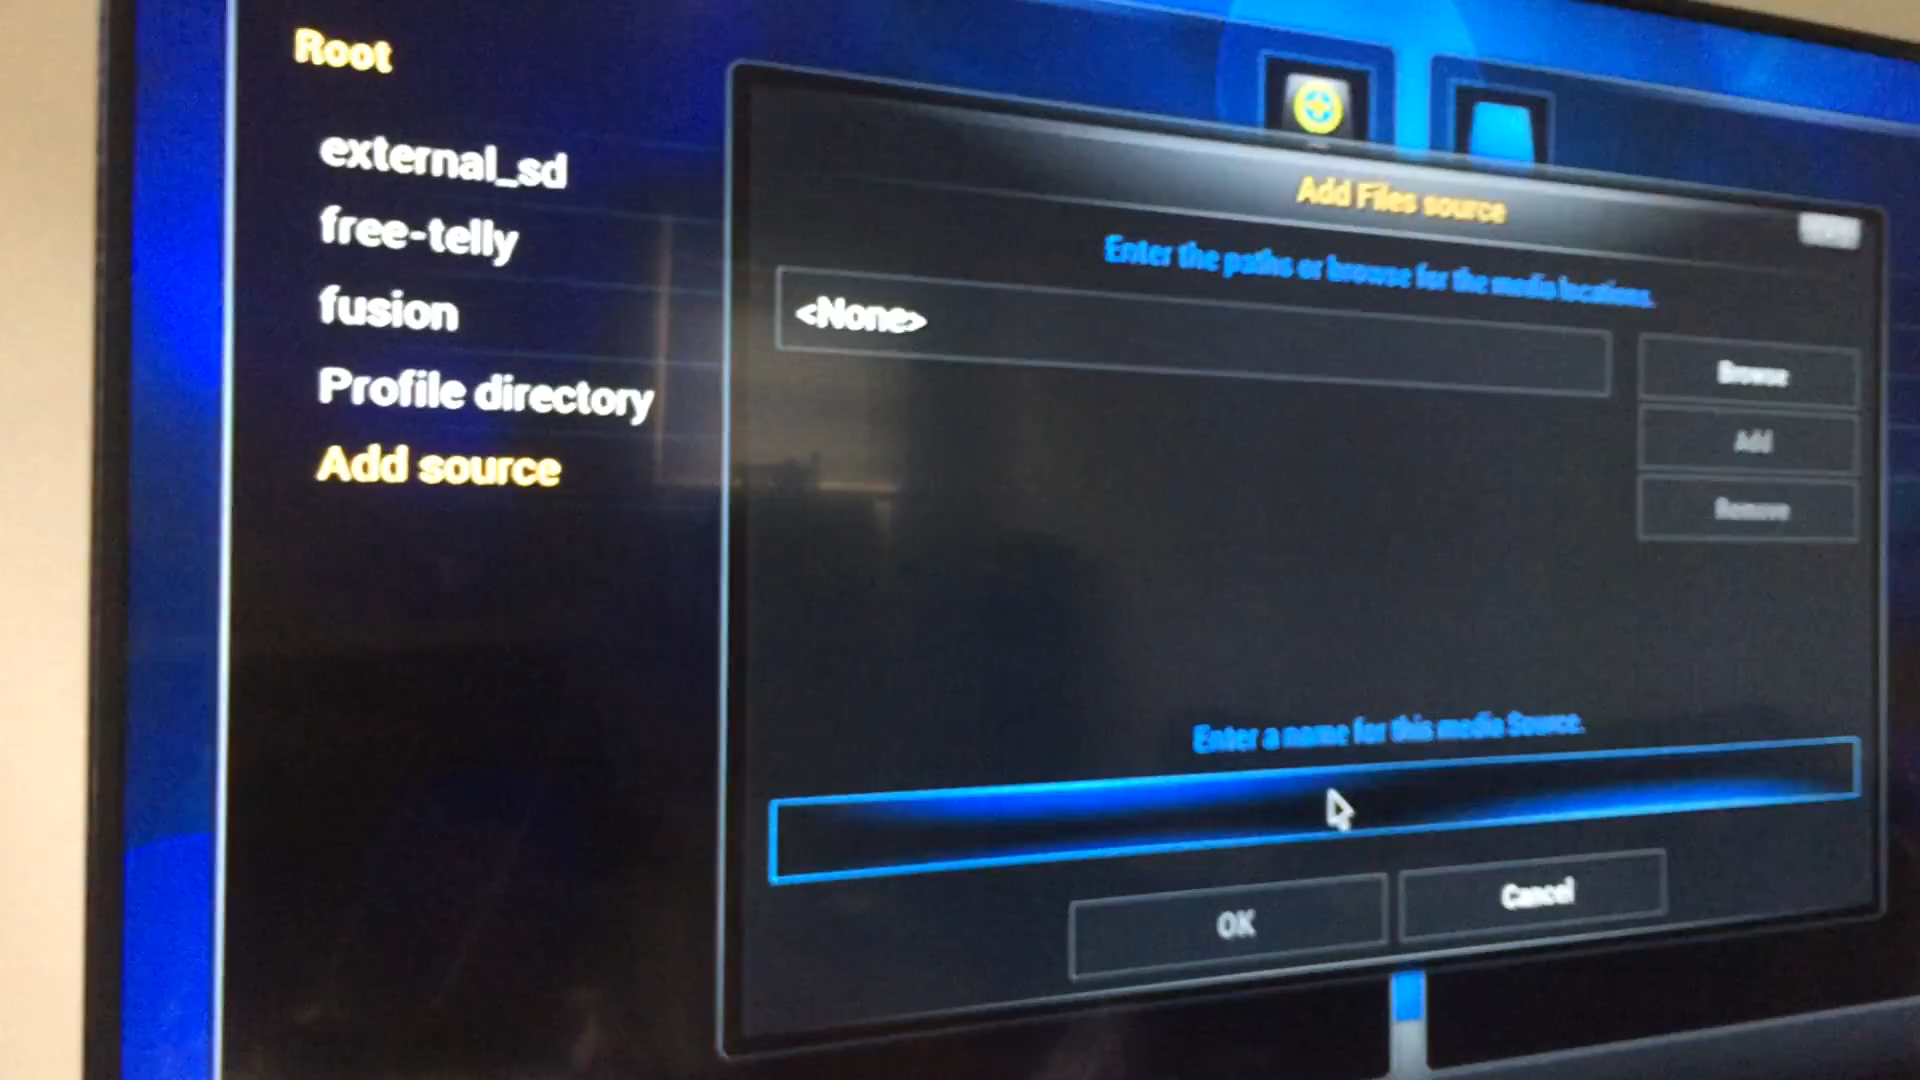 Root
external_sd
free-telly
fusion
Profile directory
Add source
Add Files source
Enter the paths or browse for the media locations.
<None>
Browse
Add
Remove
Enter a name for this media Source.
OK
Cancel